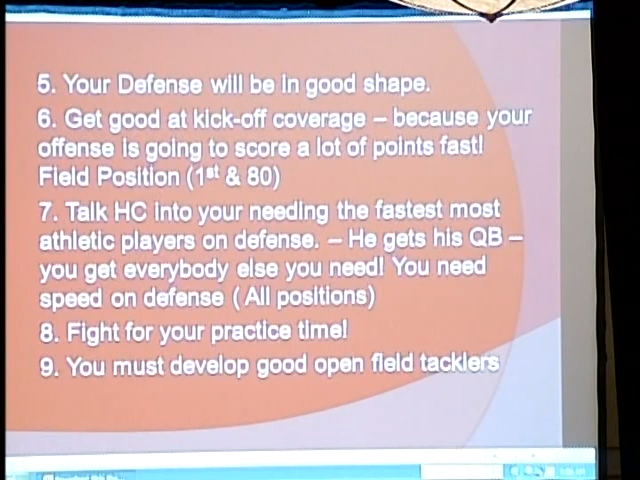 5. Your Defense will be in good shape.
6. Get good at kick-off coverage – because your
offense is going to score a lot of points fast!
Field Position (1st & 80)
7. Talk HC into your needing the fastest most
athletic players on defense. – He gets his QB –
you get everybody else you need! You need
speed on defense ( All positions)
8. Fight for your practice time!
9. You must develop good open field tacklers